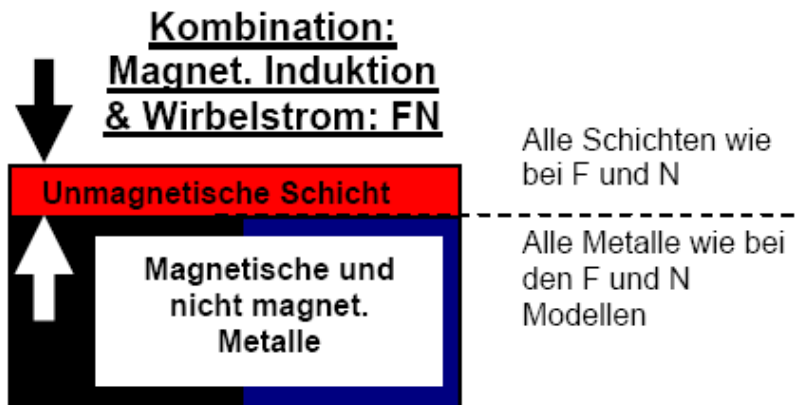 Kombination:
Magnet. Induktion
& Wirbelstrom: FN
Alle Schichten wie
bei F und N
Unmagnetische Schicht
Alle Metalle wie bei
den F und N
Modellen
Magnetische und
nicht magnet.
Metalle